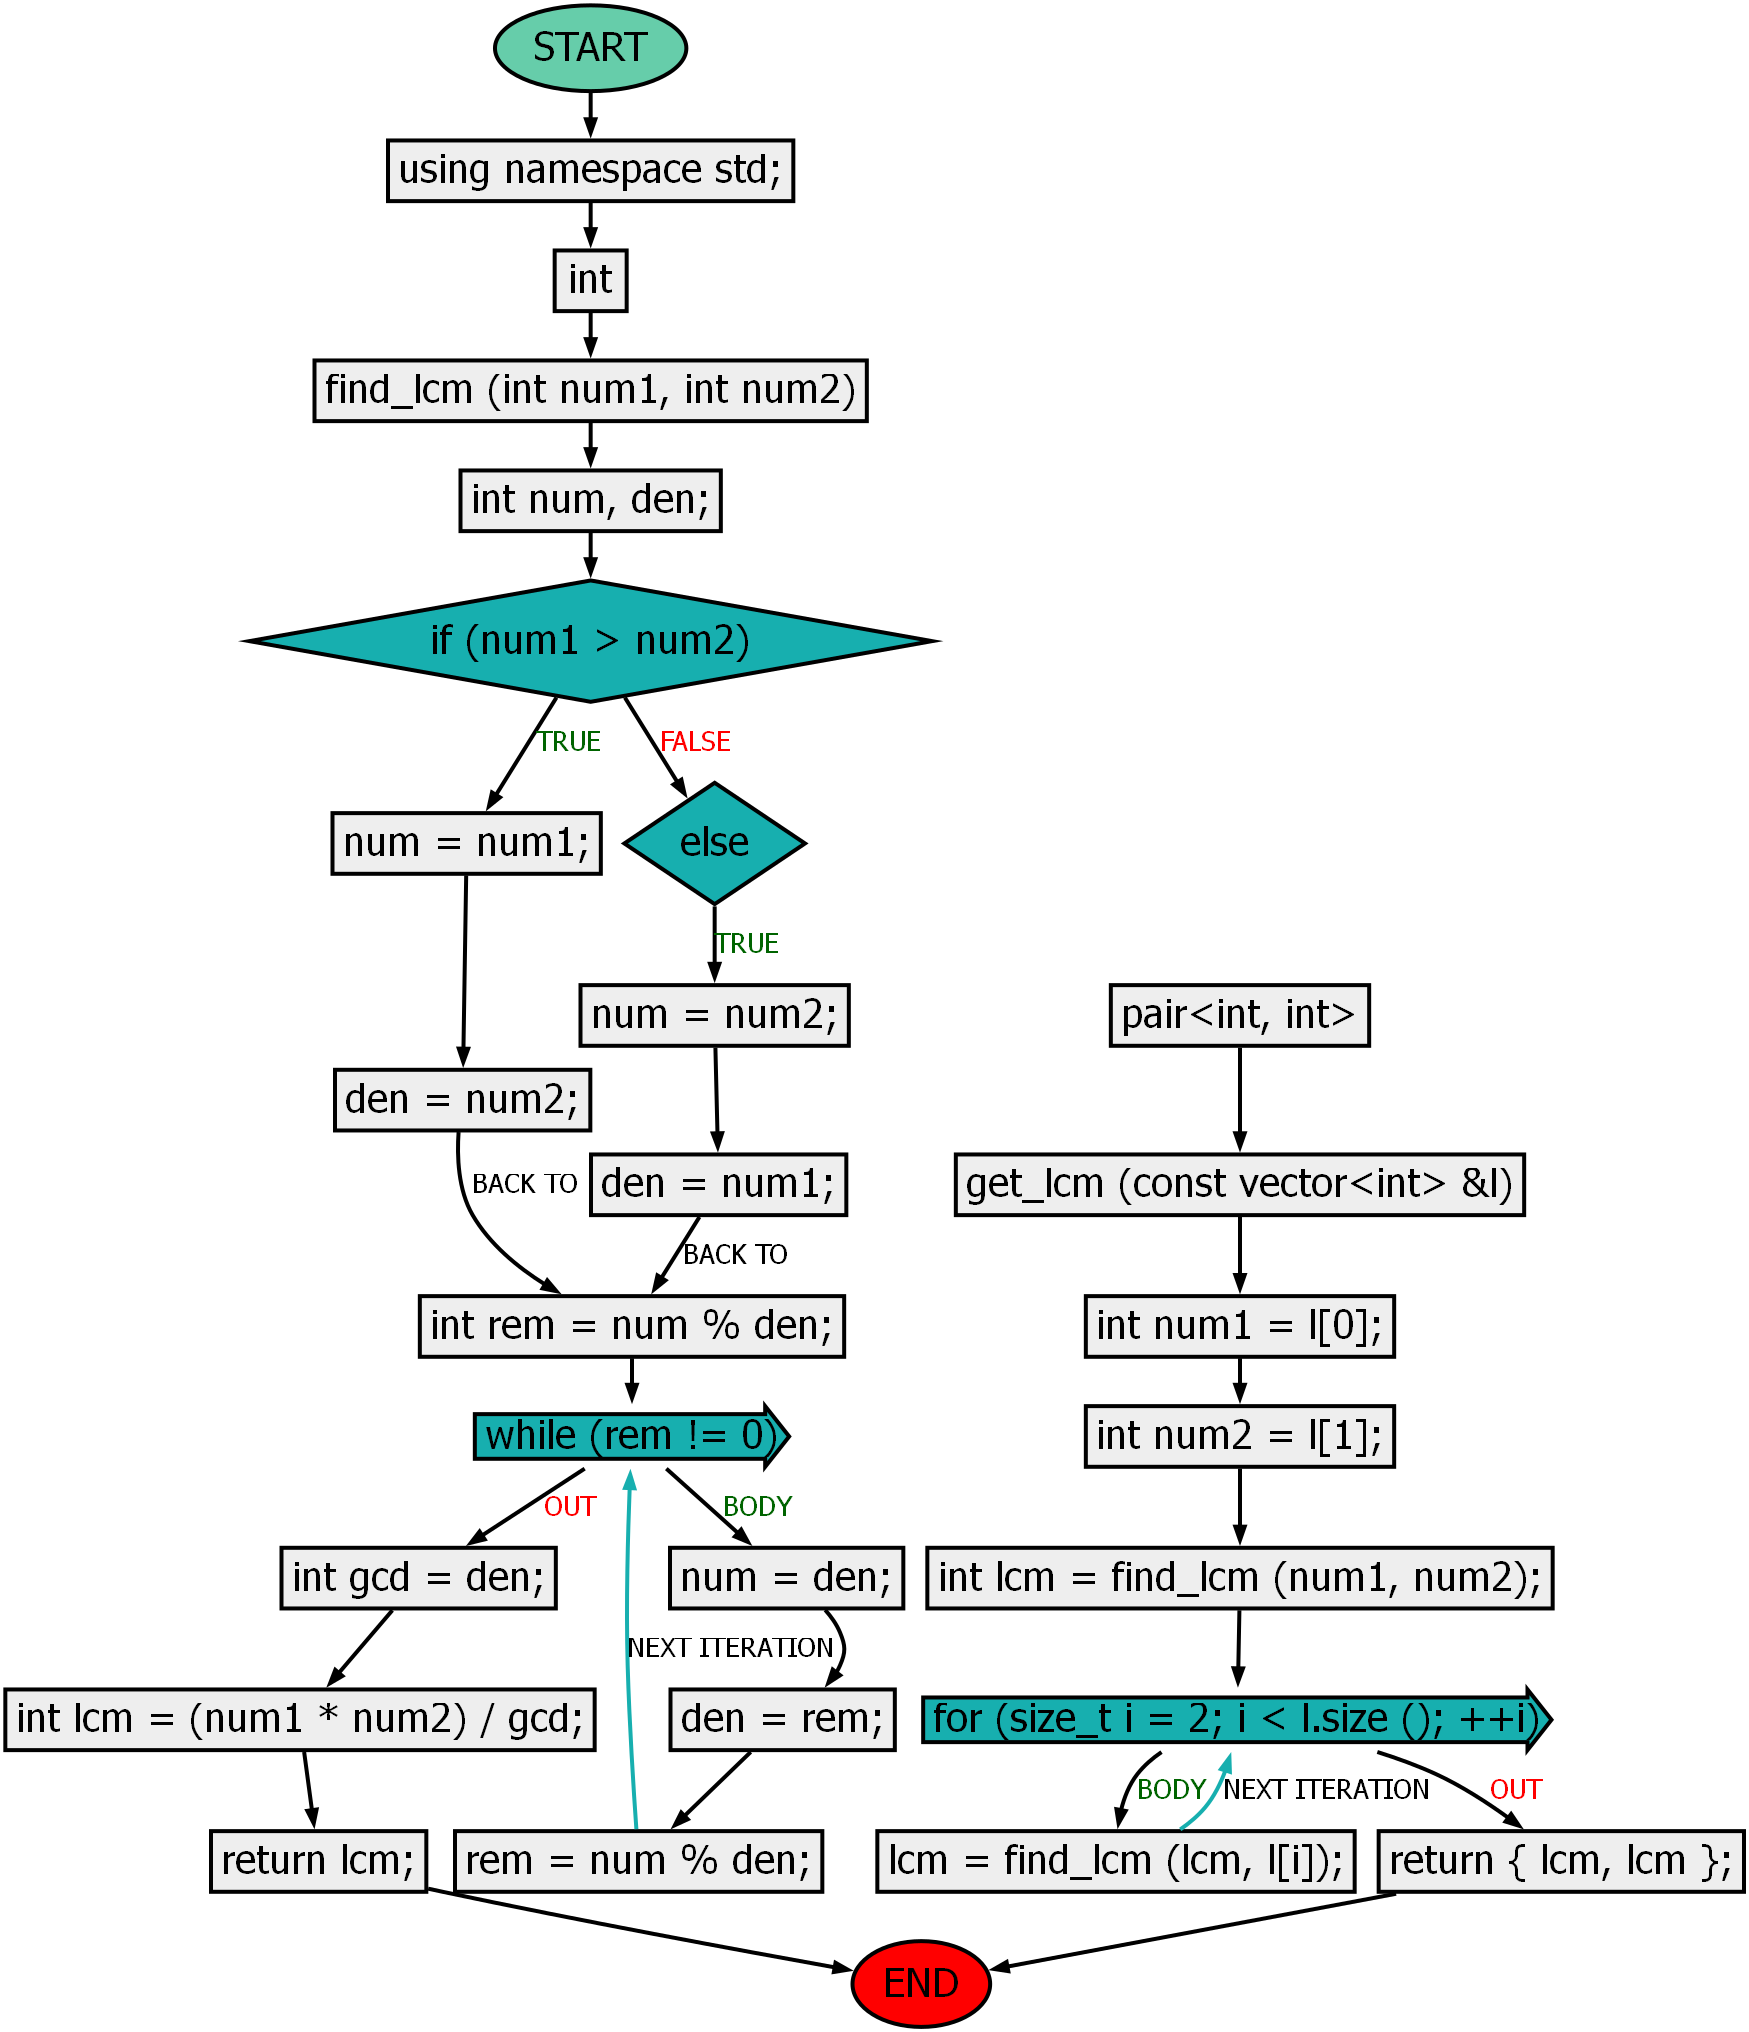 START
using namespace std;
int
find_lcm (int num1, int num2)
int num, den;
if (num1 > num2)
TRUE
FALSE
num = num1;
else
TRUE
num = num2;
den = num2;
BACK TO
den = num1;
BACK TO
int rem = num % den;
while (rem != 0)
OUT
BODY
int gcd = den;
num = den;
NEXT ITERATION
int lcm = (num1 * num2) / gcd;
den = rem;
return lcm;
rem = num % den;
pair<int, int>
get_lcm (const vector<int> &l)
int num1 = l[0];
int num2 = l[1];
int lcm = find_lcm (num1, num2);
for (size_t i = 2; i < l.size (); ++i)
BODY
NEXT ITERATION
OUT
lcm = find_lcm (lcm, l[i]);
return { lcm, lcm };
END